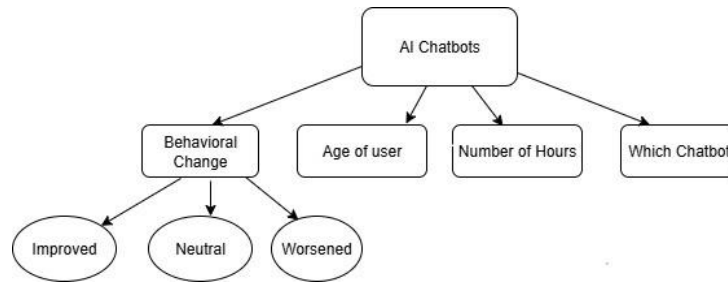 AI Chatbots
Behavioral
Change
Age of user
Number of Hours
Which Chatbot
Improved
Neutral
Worsened